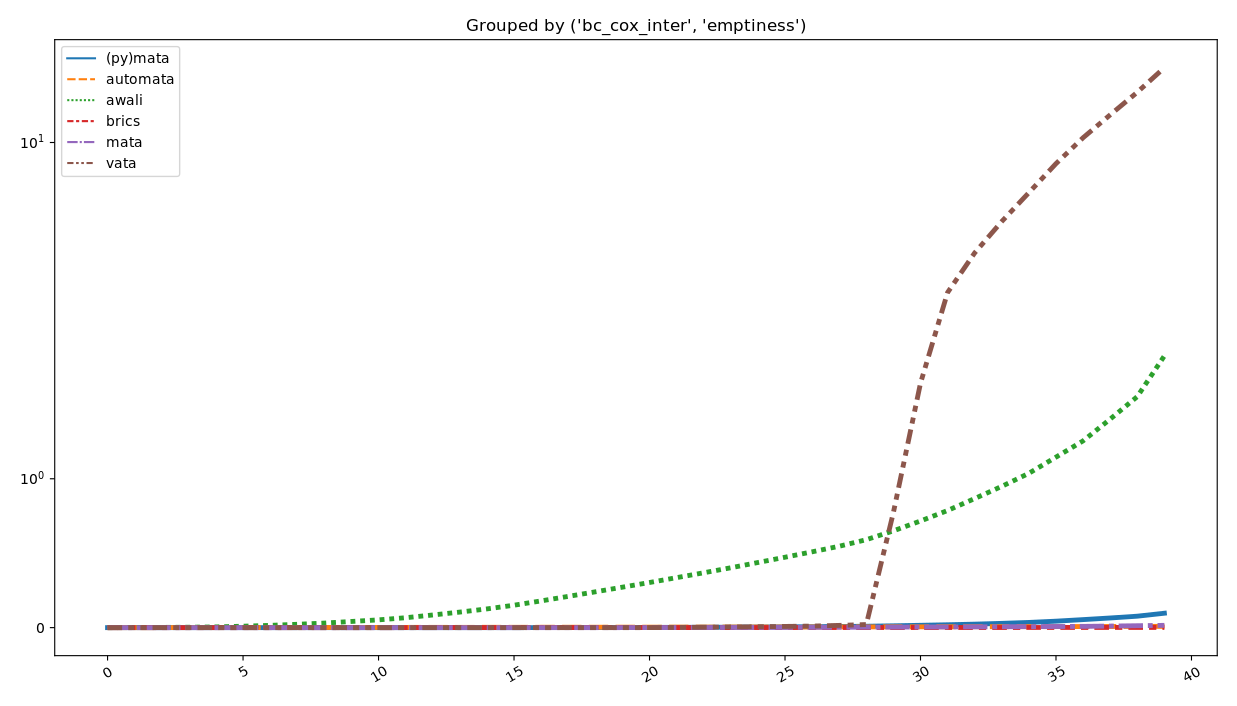 Grouped by ('bc_cox_inter', 'emptiness')
(py)mata
automata
awali
brics
mata
vata
10¹
10⁰
0
0
5
10
15
20
25
30
35
40